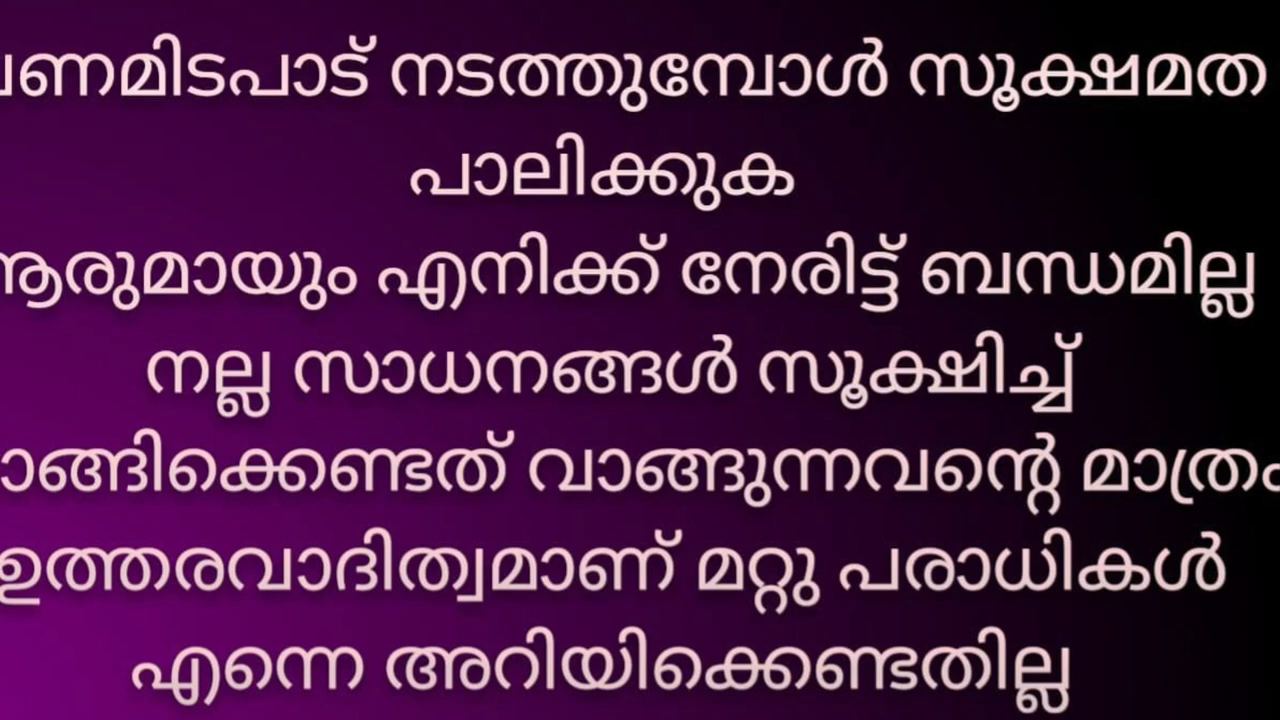 പണമിടപാട് നടത്തുമ്പോൾ സൂക്ഷമത
പാലിക്കുക
ആരുമായും എനിക്ക് നേരിട്ട് ബന്ധമില്ല
നല്ല സാധനങ്ങൾ സൂക്ഷിച്ച്
വാങ്ങിക്കെണ്ടത് വാങ്ങുന്നവന്റെ മാത്രം
ഉത്തരവാദിത്വമാണ് മറ്റു പരാധികൾ
എന്നെ അറിയിക്കെണ്ടതില്ല